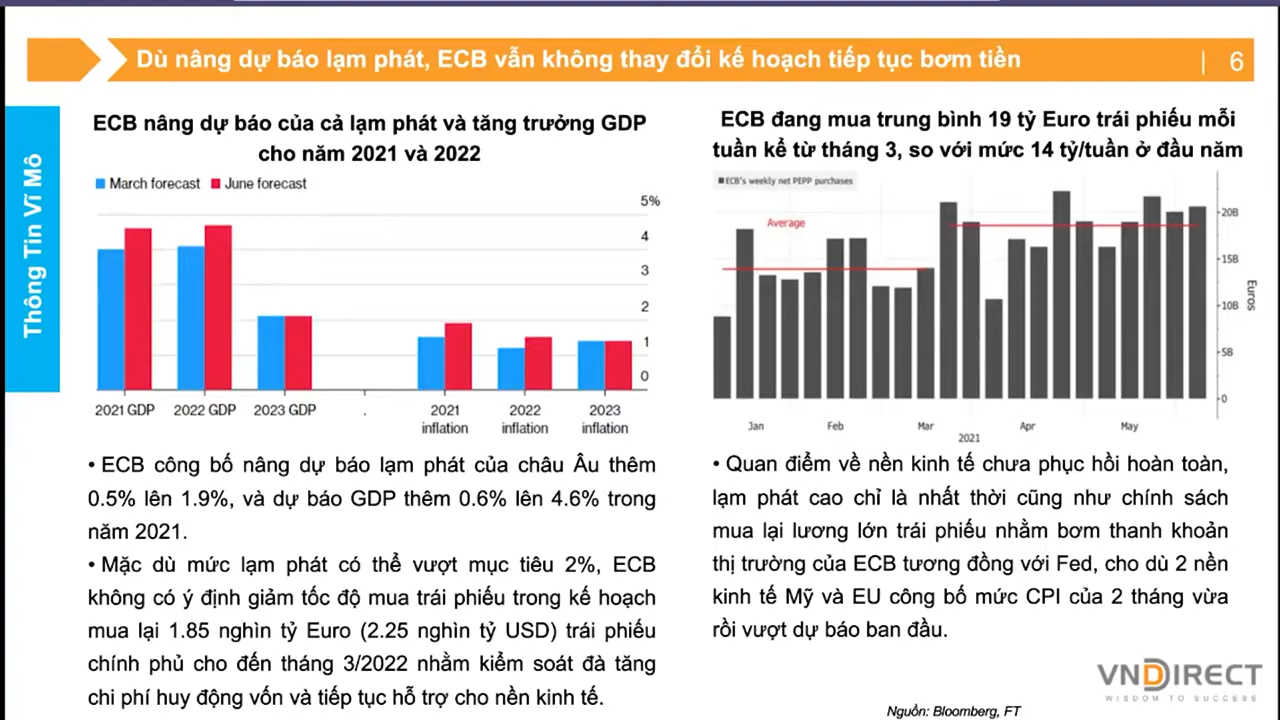 Dù nâng dự báo lạm phát, ECB vẫn không thay đổi kế hoạch tiếp tục bơm tiền
| 6
Thông Tin Vĩ Mô
ECB nâng dự báo của cả lạm phát và tăng trưởng GDP
cho năm 2021 và 2022
March forecast June forecast
5%
4
3
2
1
0
2021 GDP 2022 GDP 2023 GDP . 2021 2022 2023
inflation inflation inflation
• ECB công bố nâng dự báo lạm phát của châu Âu thêm
0.5% lên 1.9%, và dự báo GDP thêm 0.6% lên 4.6% trong
năm 2021.
• Mặc dù mức lạm phát có thể vượt mục tiêu 2%, ECB
không có ý định giảm tốc độ mua trái phiếu trong kế hoạch
mua lại 1.85 nghìn tỷ Euro (2.25 nghìn tỷ USD) trái phiếu
chính phủ cho đến tháng 3/2022 nhằm kiểm soát đà tăng
chi phí huy động vốn và tiếp tục hỗ trợ cho nền kinh tế.
ECB đang mua trung bình 19 tỷ Euro trái phiếu mỗi
tuần kể từ tháng 3, so với mức 14 tỷ/tuần ở đầu năm
ECB's weekly net PEPP purchases
Average
20B
15B
10B
5B
0
Euros
Jan Feb Mar Apr May
2021
• Quan điểm về nền kinh tế chưa phục hồi hoàn toàn,
lạm phát cao chỉ là nhất thời cũng như chính sách
mua lại lương lớn trái phiếu nhằm bơm thanh khoản
thị trường của ECB tương đồng với Fed, cho dù 2 nền
kinh tế Mỹ và EU công bố mức CPI của 2 tháng vừa
rồi vượt dự báo ban đầu.
VNDIRECT
WISDOM TO SUCCESS
Nguồn: Bloomberg, FT